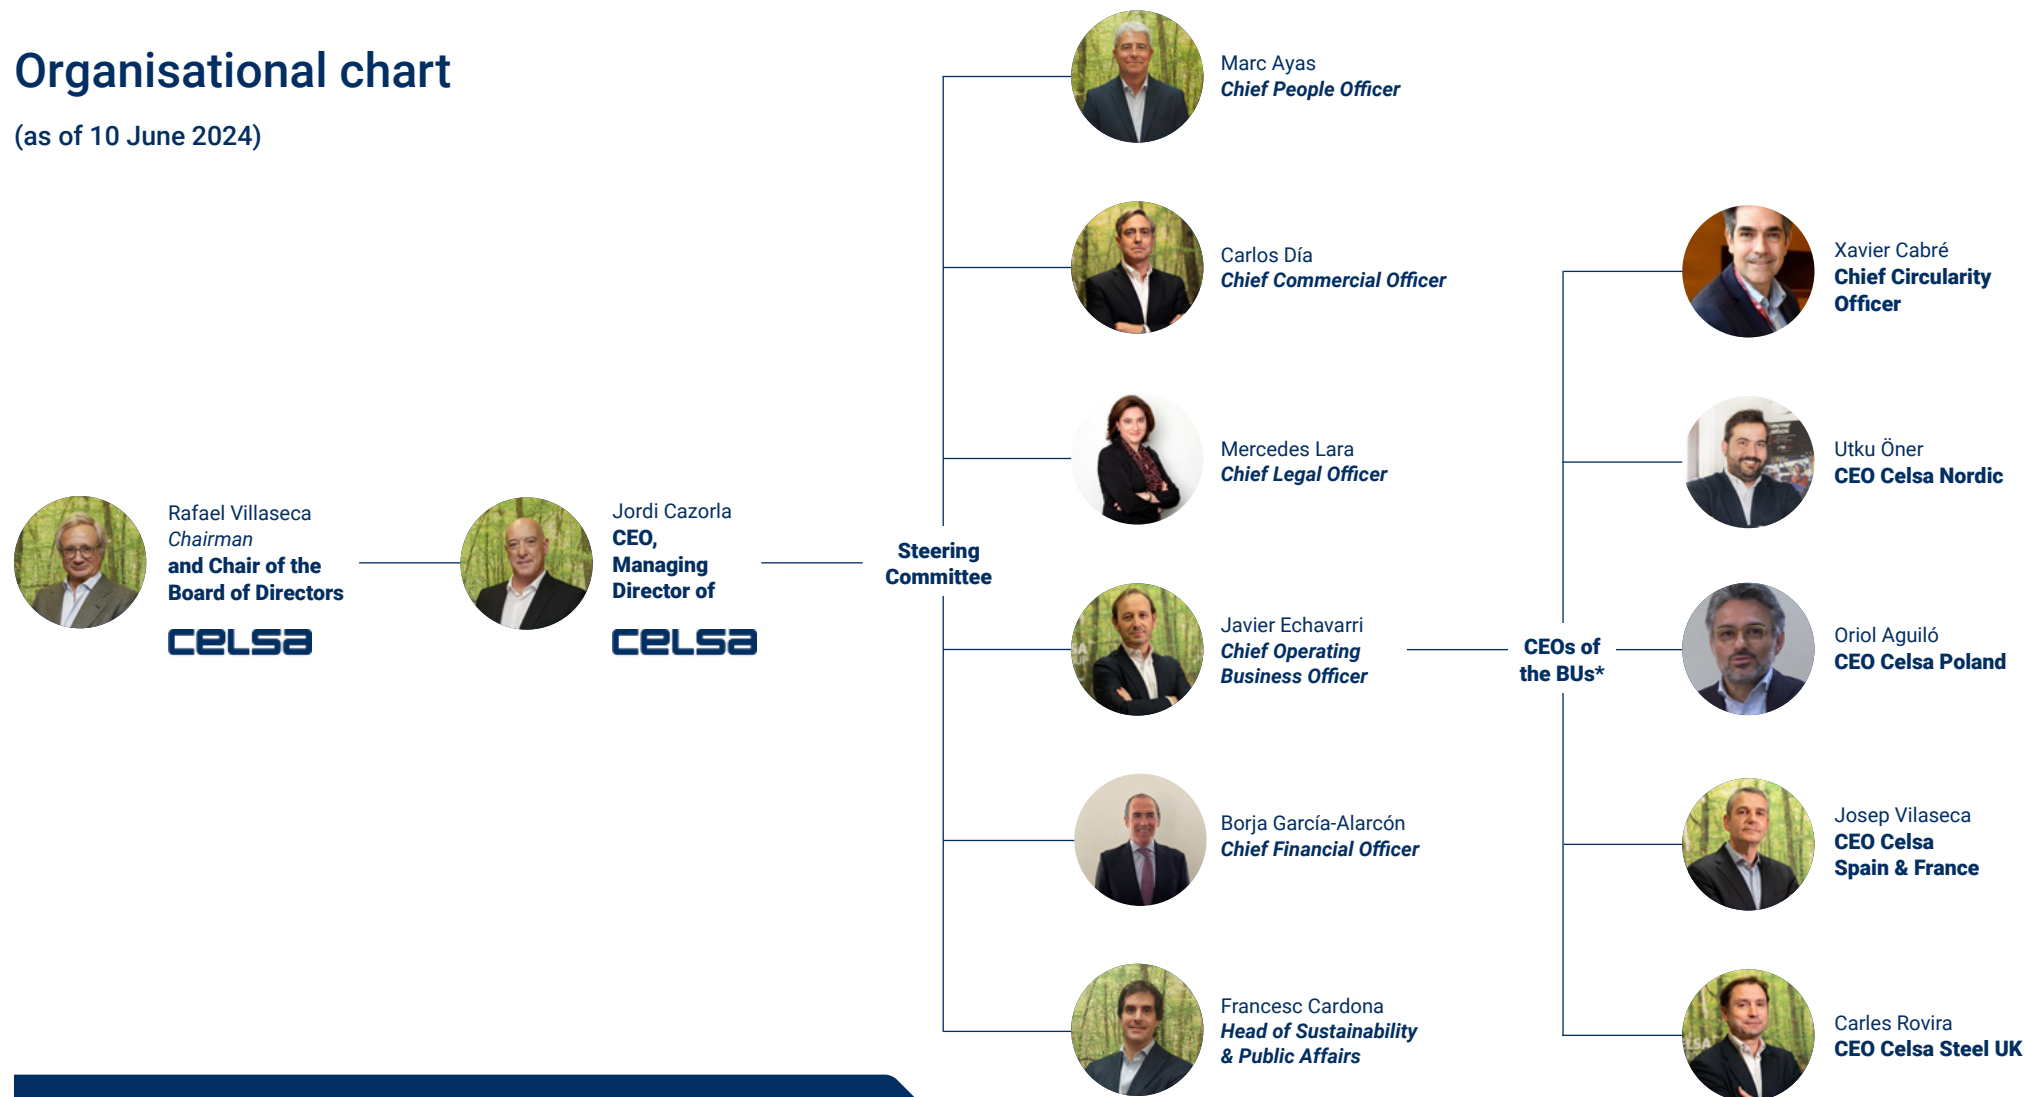 Organisational chart
(as of 10 June 2024)
Rafael Villaseca
Chairman
and Chair of the
Board of Directors
CELSA
Jordi Cazorla
CEO,
Managing
Director of
CELSA
Steering
Committee
Marc Ayas
Chief People Officer
Carlos Día
Chief Commercial Officer
Mercedes Lara
Chief Legal Officer
Javier Echavarri
Chief Operating
Business Officer
Borja García-Alarcón
Chief Financial Officer
Francesc Cardona
Head of Sustainability
& Public Affairs
CEOs of
the BUs*
Xavier Cabré
Chief Circularity
Officer
Utku Öner
CEO Celsa Nordic
Oriol Aguiló
CEO Celsa Poland
Josep Vilaseca
CEO Celsa
Spain & France
Carles Rovira
CEO Celsa Steel UK